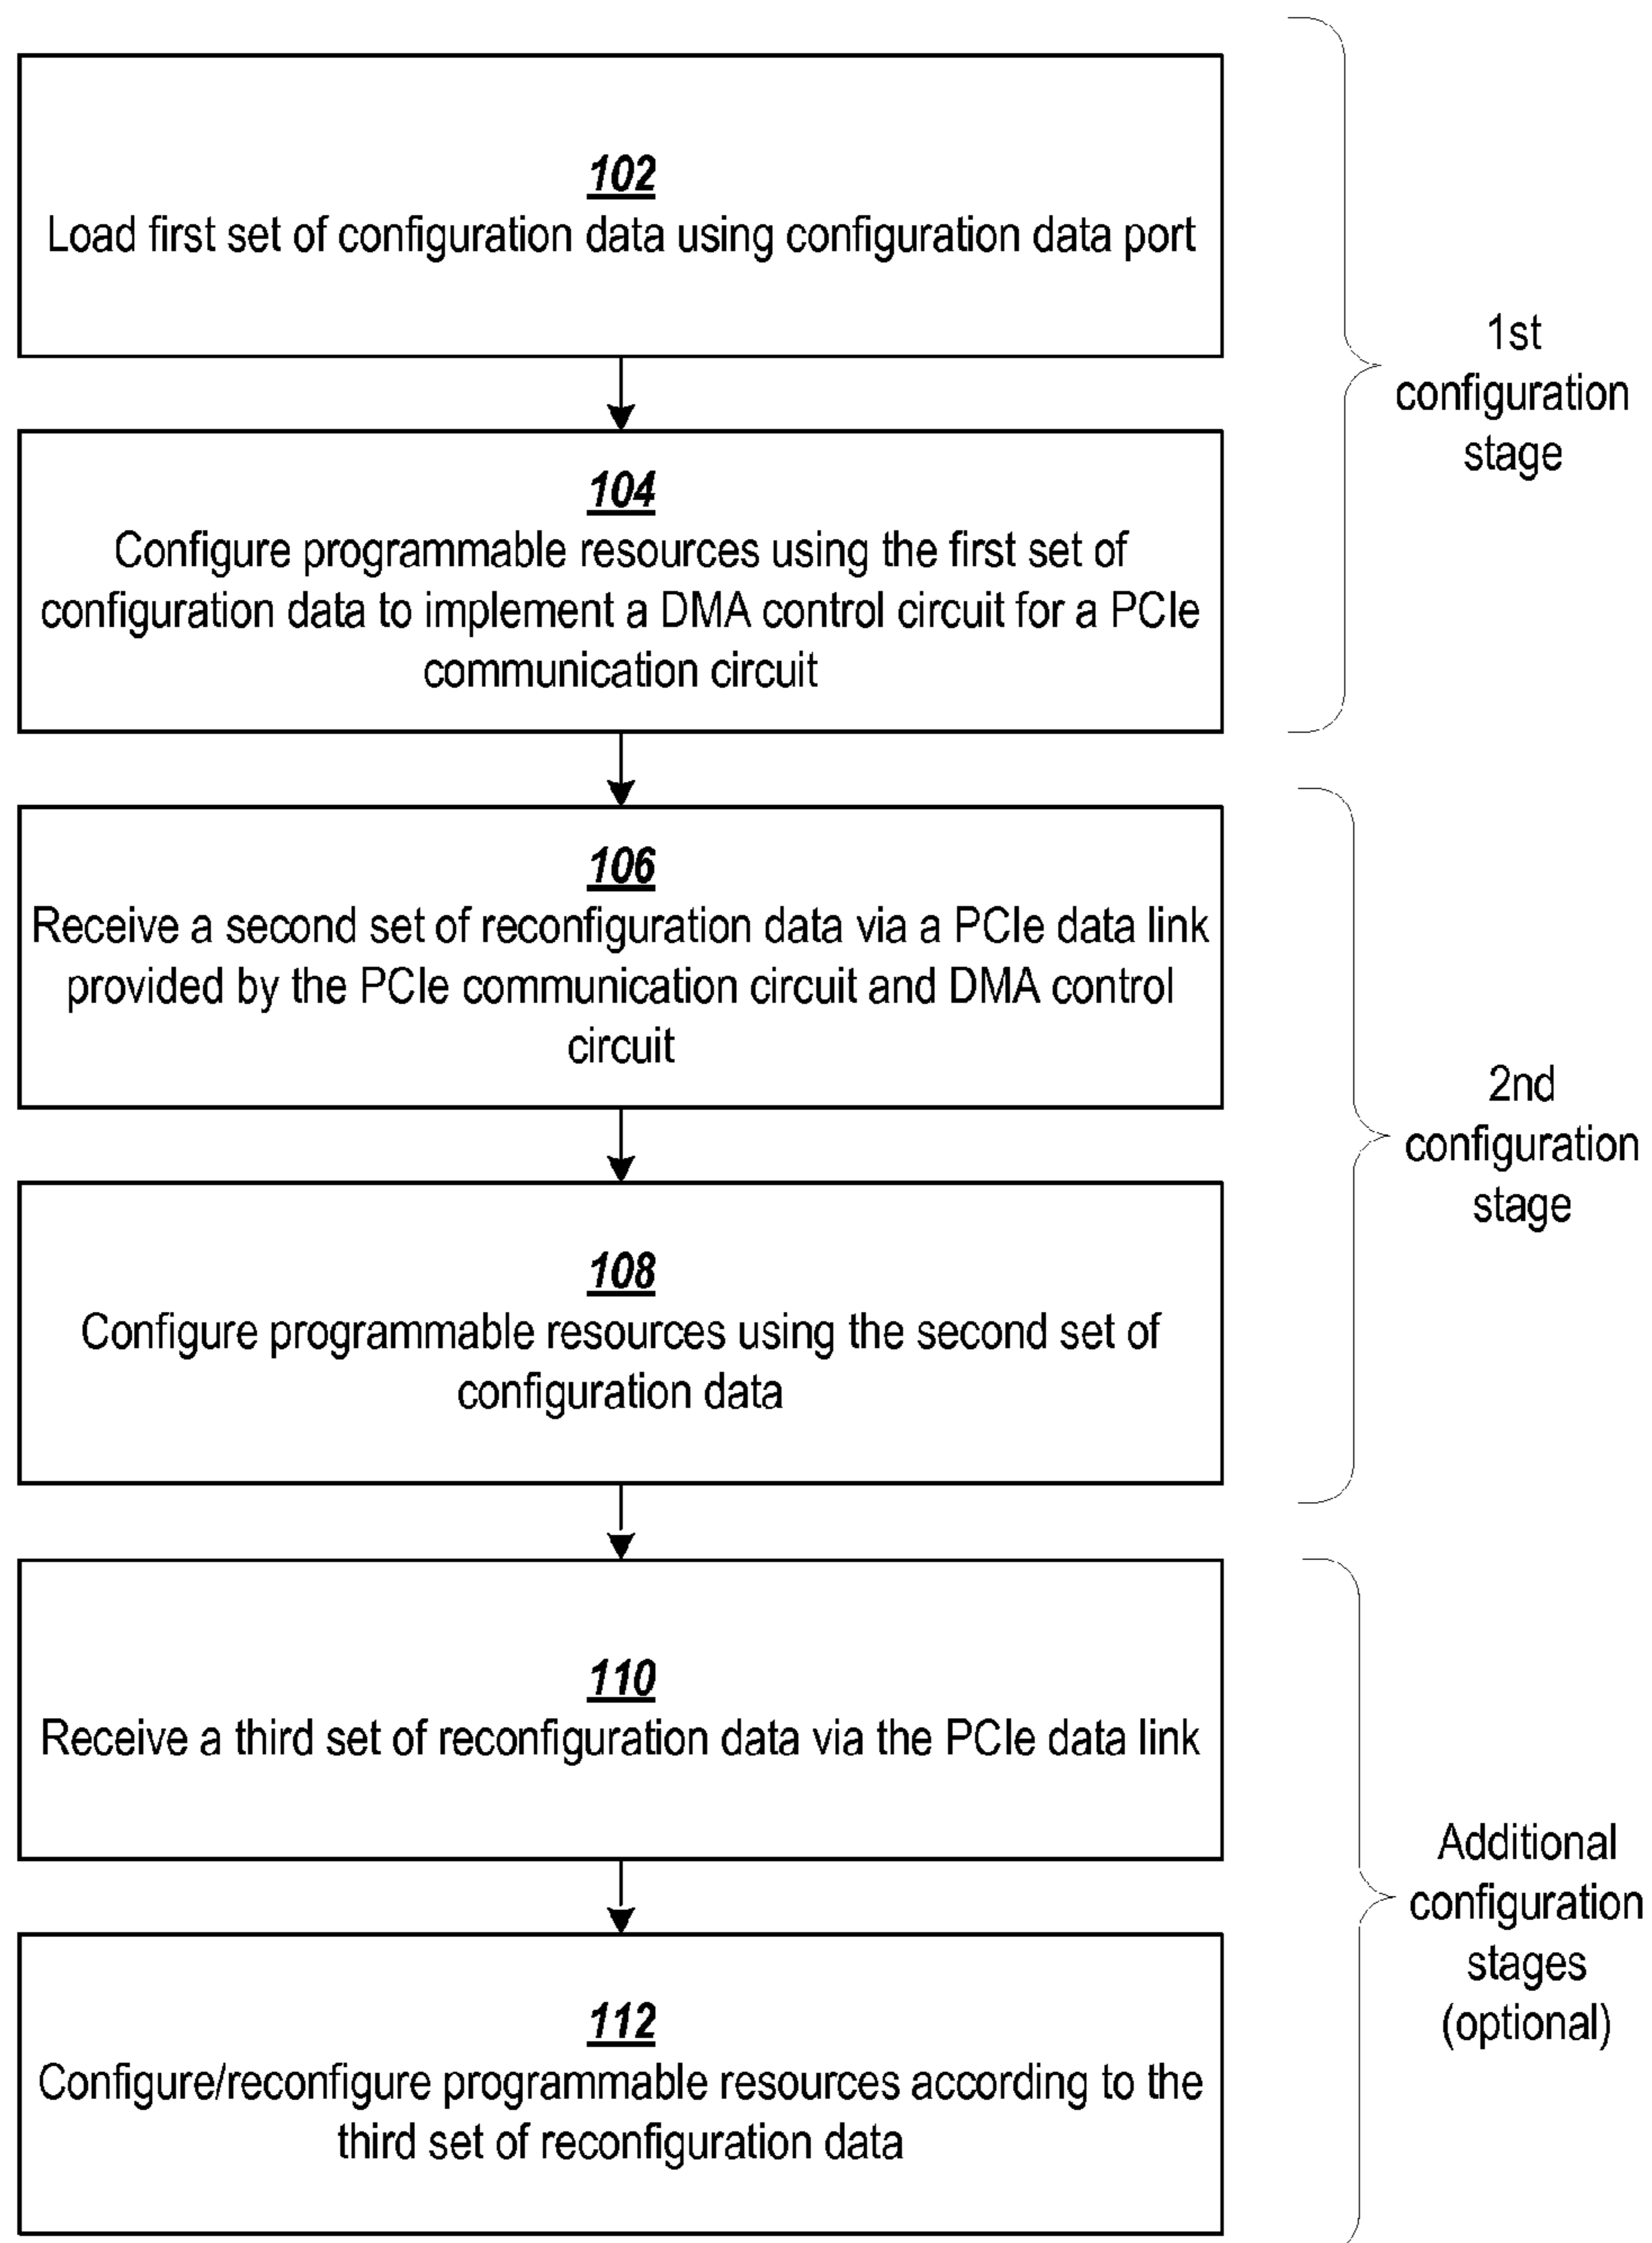 102
Load first set of configuration data using configuration data port
1st
configuration
stage
104
Configure programmable resources using the first set of
configuration data to implement a DMA control circuit for a PCIe
communication circuit
106
Receive a second set of reconfiguration data via a PCIe data link
provided by the PCIe communication circuit and DMA control
circuit
2nd
configuration
stage
108
Configure programmable resources using the second set of
configuration data
110
Receive a third set of reconfiguration data via the PCIe data link
Additional
configuration
stages
(optional)
112
Configure/reconfigure programmable resources according to the
third set of reconfiguration data